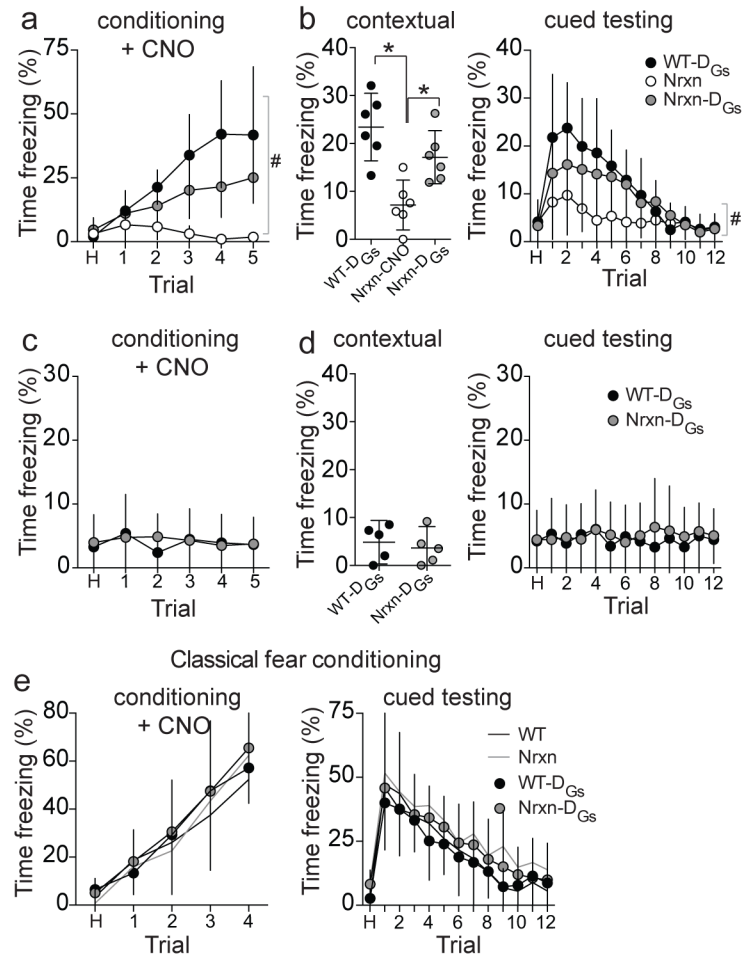 a
conditioning
+ CNO
Time freezing (%)
75
50
25
0
H 1 2 3 4 5
Trial
#
b
contextual
Time freezing (%)
40
30
20
10
0
* *
WT-DGs
Nrxn-CNO
Nrxn-DGs
cued testing
Time freezing (%)
40
30
20
10
0
H 2 4 6 8 10 12
Trial
WT-DGs
Nrxn
Nrxn-DGs
#
c
conditioning
+ CNO
Time freezing (%)
30
20
10
0
H 1 2 3 4 5
Trial
d
contextual
Time freezing (%)
40
30
20
10
0
WT-DGs
Nrxn-DGs
cued testing
Time freezing (%)
30
20
10
0
H 2 4 6 8 10 12
Trial
WT-DGs
Nrxn-DGs
Classical fear conditioning
e
conditioning
+ CNO
Time freezing (%)
80
60
40
20
0
H 1 2 3 4
Trial
cued testing
Time freezing (%)
75
50
25
0
H 2 4 6 8 10 12
Trial
WT
Nrxn
WT-DGs
Nrxn-DGs